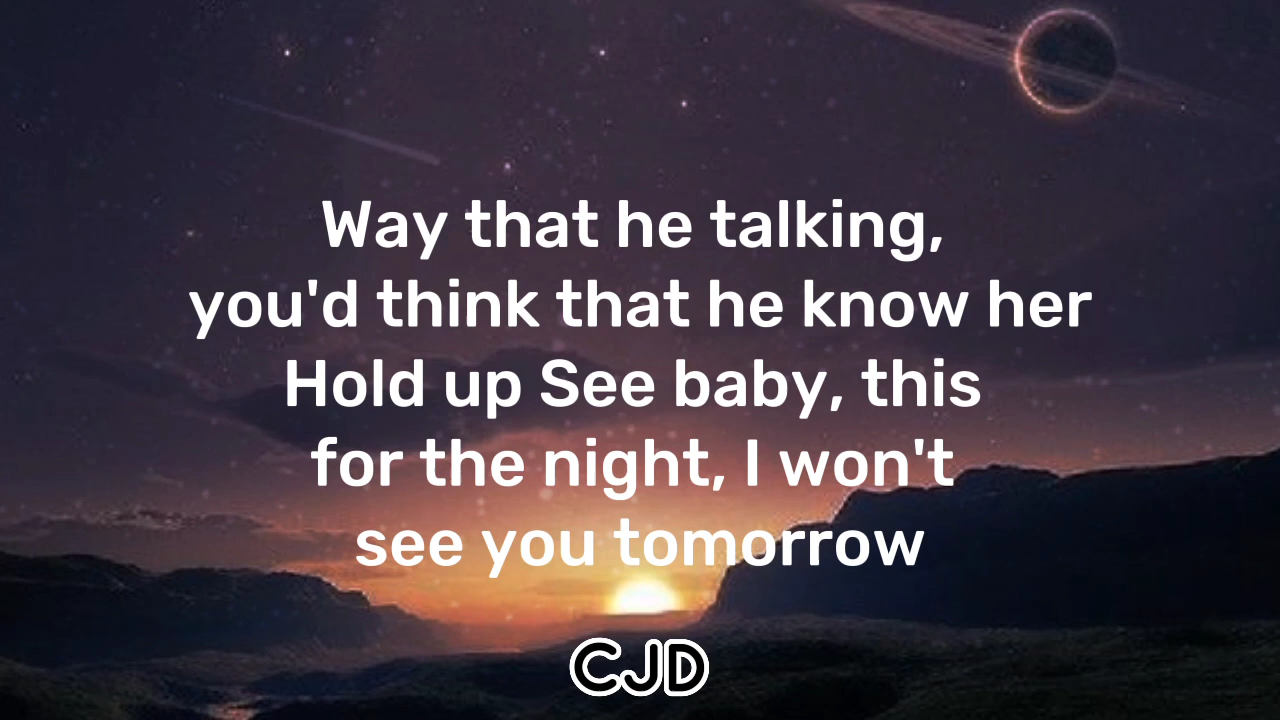 Way that he talking,
you'd think that he know her
Hold up See baby, this
for the night, I won't
see you tomorrow
CJD